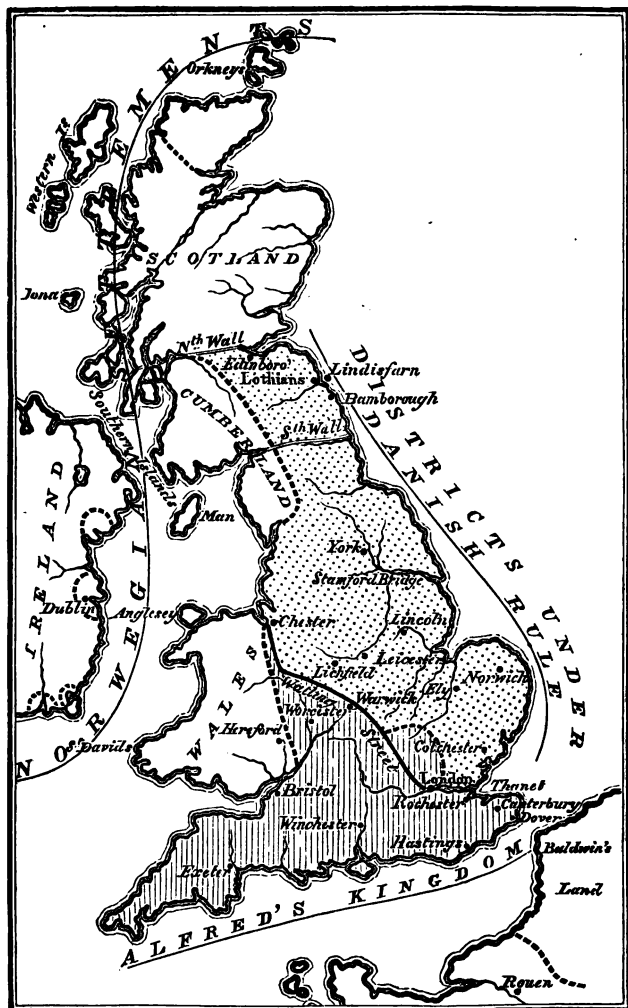 NORWEGIAN SETTLEMENTS
Orkneys
Western Is
SCOTLAND
Iona
Nth Wall
Edinboro
Lothians
Lindisfarn
Bamborough
DISTRICTS UNDER
DANISH RULE
CUMBERLAND
Sth Wall
Southern Islands
IRELAND
Man
York
Stamford Bridge
Dublin
Anglesey
Chester
Lincoln
Lichfield
Leicester
Ely
Norwich
WALES
Watling Street
Warwick
Worcister
Hereford
St Davids
Colchester
London
Thanet
Bristol
Rochester
Canterbury
Dover
Winchester
Hastings
Baldwin's
Land
Exeter
ALFRED'S KINGDOM
Rouen